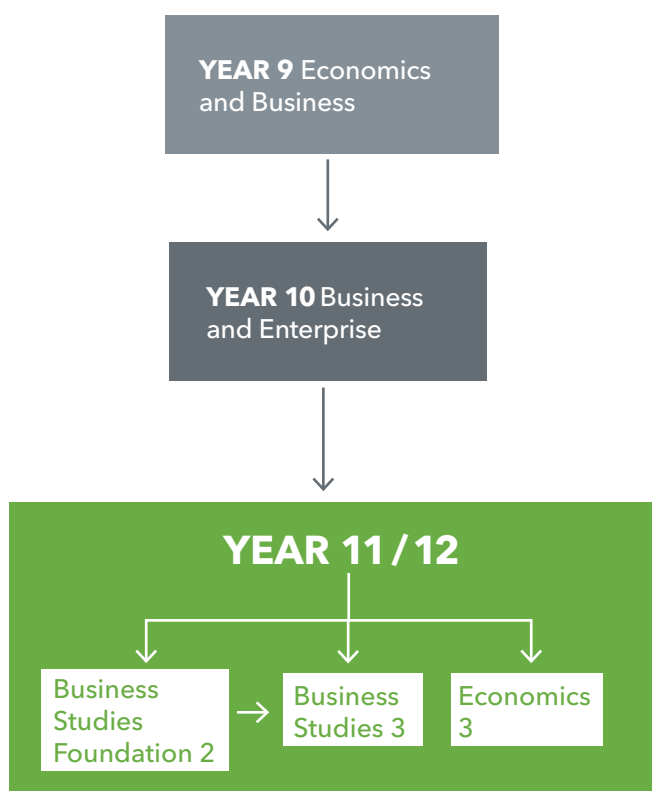 YEAR 9 Economics
and Business
YEAR 10 Business
and Enterprise
YEAR 11/12
Business
Studies
Foundation 2
Business
Studies 3
Economics
3